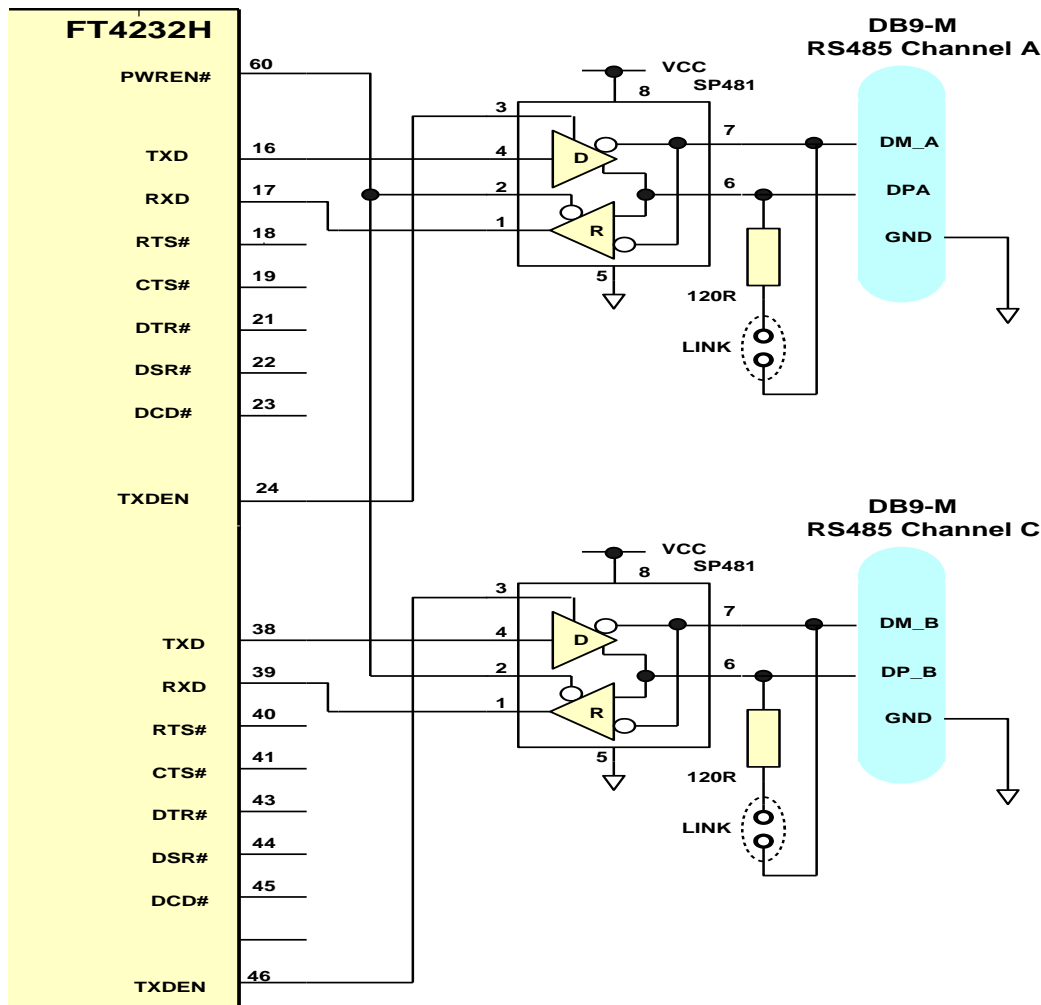 FT4232H
PWREN#
60
TXD
16
RXD
17
RTS#
18
CTS#
19
DTR#
21
DSR#
22
DCD#
23
TXDEN
24
VCC
SP481
8
3
4
2
1
D
R
5
7
6
120R
LINK
DB9-M
RS485 Channel A
DM_A
DPA
GND
TXD
38
RXD
39
RTS#
40
CTS#
41
DTR#
43
DSR#
44
DCD#
45
TXDEN
46
VCC
SP481
8
3
4
2
1
D
R
5
7
6
120R
LINK
DB9-M
RS485 Channel C
DM_B
DP_B
GND